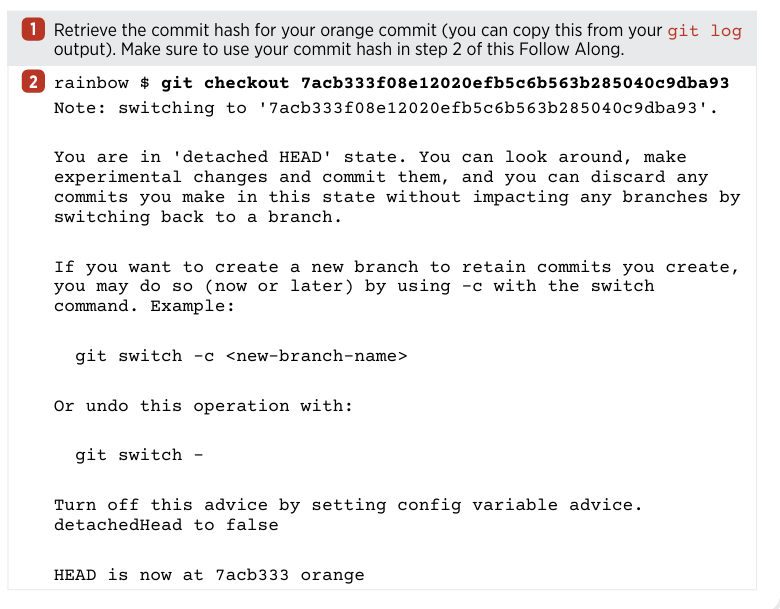 1 Retrieve the commit hash for your orange commit (you can copy this from your git log
output). Make sure to use your commit hash in step 2 of this Follow Along.
2 rainbow $ git checkout 7acb333f08e12020efb5c6b563b285040c9dba93
Note: switching to '7acb333f08e12020efb5c6b563b285040c9dba93'.
You are in 'detached HEAD' state. You can look around, make
experimental changes and commit them, and you can discard any
commits you make in this state without impacting any branches by
switching back to a branch.
If you want to create a new branch to retain commits you create,
you may do so (now or later) by using -c with the switch
command. Example:
git switch -c <new-branch-name>
Or undo this operation with:
git switch -
Turn off this advice by setting config variable advice.
detachedHead to false
HEAD is now at 7acb333 orange